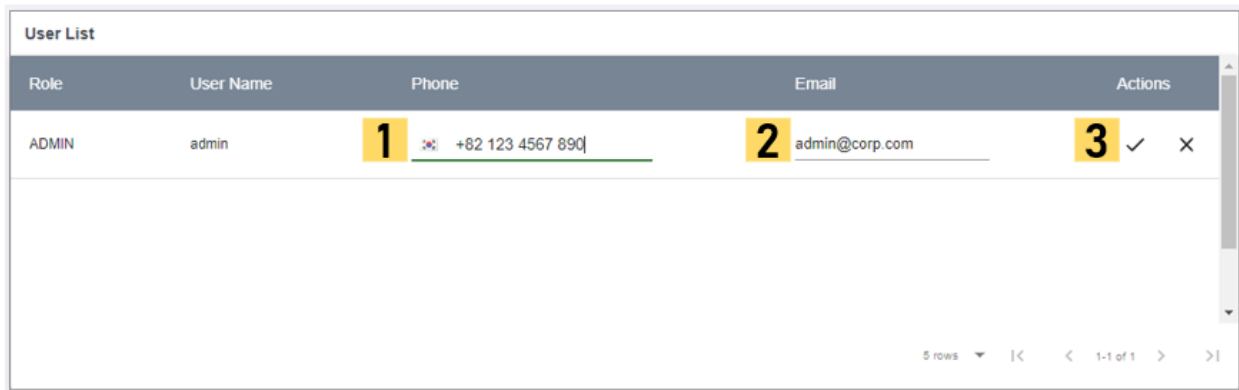 User List
Role User Name Phone Email Actions
ADMIN admin 1 +82 123 4567 890 2 admin@corp.com 3
5 rows 1-1 of 1